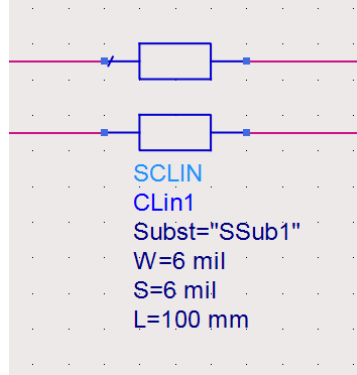 SCLIN
CLin1
Subst="SSub1"
W=6 mil
S=6 mil
L=100 mm